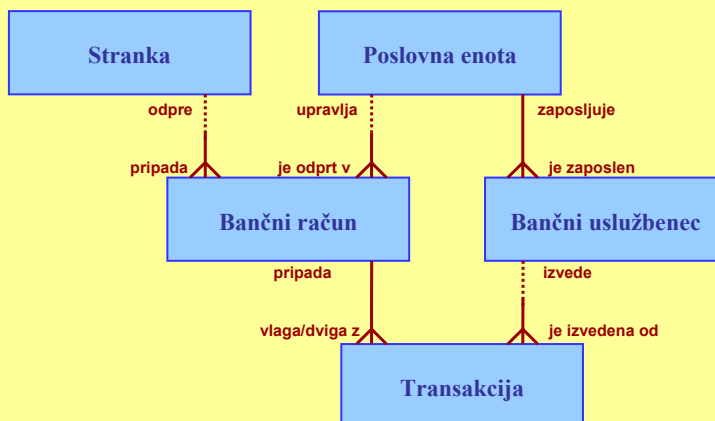 Stranka
Poslovna enota
odpre
upravlja
zaposljuje
pripada
je odprt v
je zaposlen
Bančni račun
Bančni uslužbenec
pripada
izvede
vlaga/dviga z
je izvedena od
Transakcija